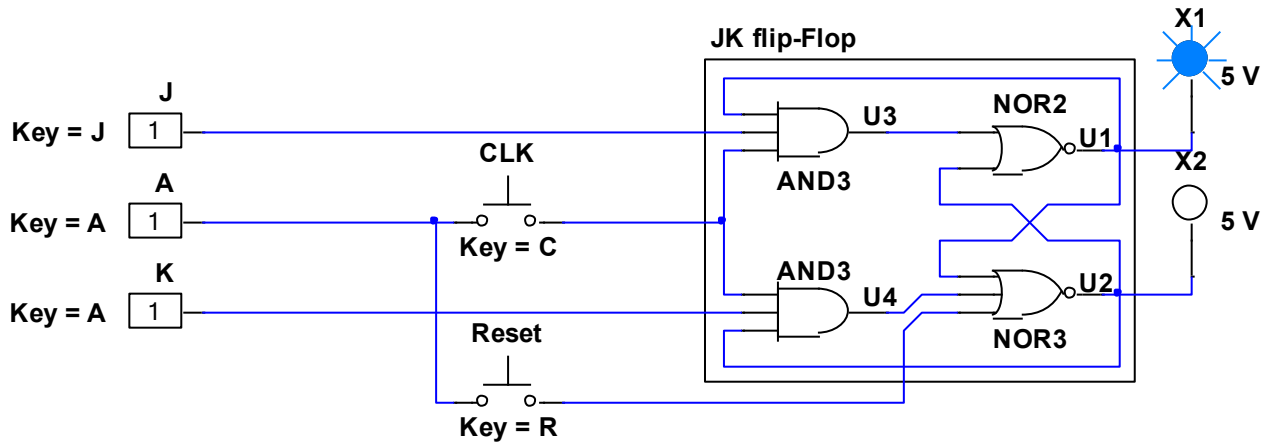 X1
JK flip-Flop
5 V
J
NOR2
Key = J
1
U3
CLK
U1
X2
A
AND3
Key = A
1
5 V
Key = C
K
AND3
U2
Key = A
1
U4
Reset
NOR3
Key = R